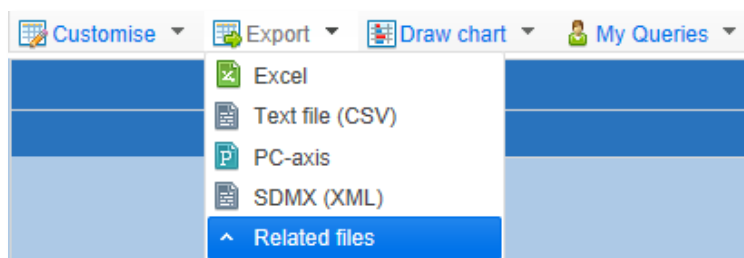 Customise Export Draw chart My Queries
Excel
Text file (CSV)
PC-axis
SDMX (XML)
Related files